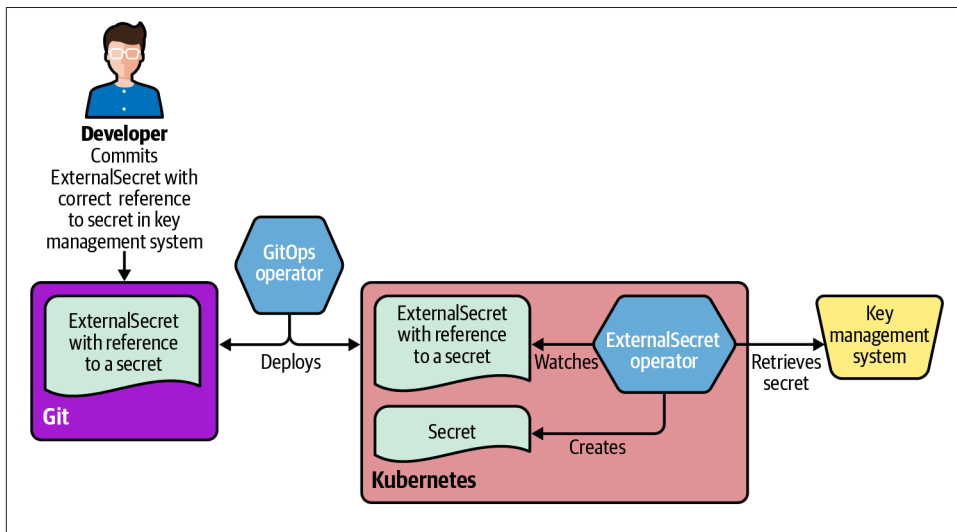 Developer
Commits
ExternalSecret with
correct reference
to secret in key
management system
GitOps
operator
ExternalSecret
with reference
to a secret
Git
Deploys
ExternalSecret
with reference
to a secret
Watches
ExternalSecret
operator
Retrieves
secret
Key
management
system
Secret
Creates
Kubernetes